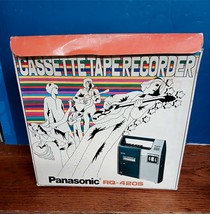 CASSETTE TAPE RECORDER
Panasonic RQ-420S